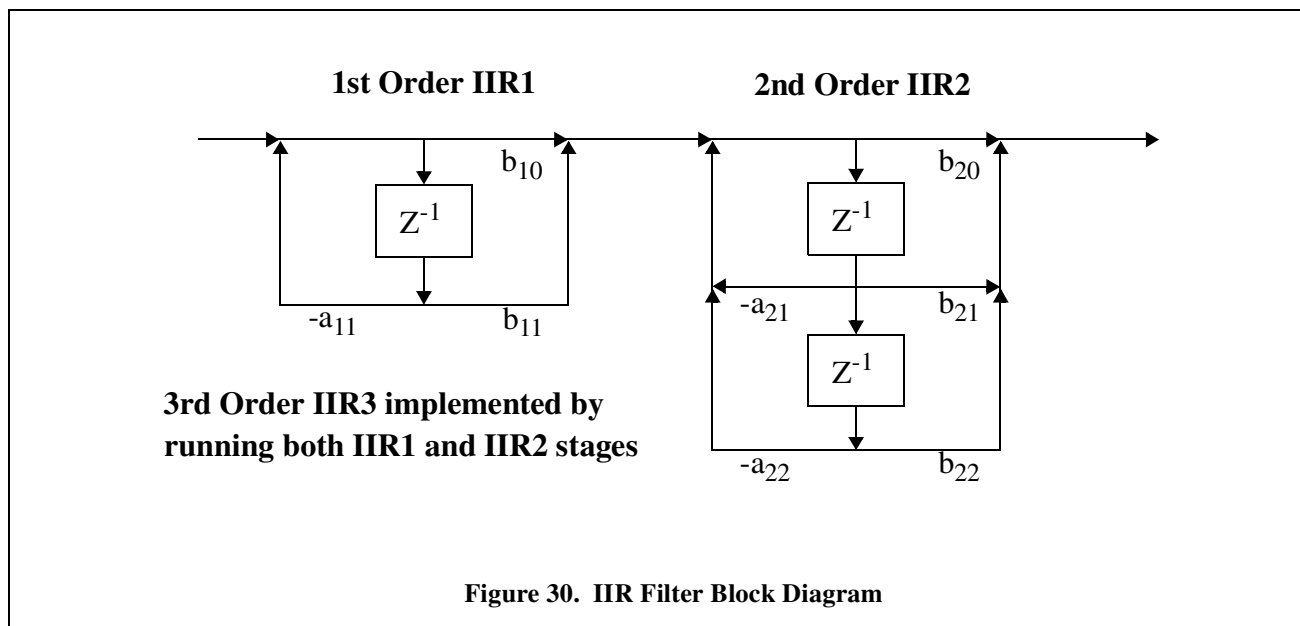 1st Order IIR1
2nd Order IIR2
b10
b20
Z-1
Z-1
-a11
b11
-a21
b21
Z-1
3rd Order IIR3 implemented by
running both IIR1 and IIR2 stages
-a22
b22
Figure 30. IIR Filter Block Diagram